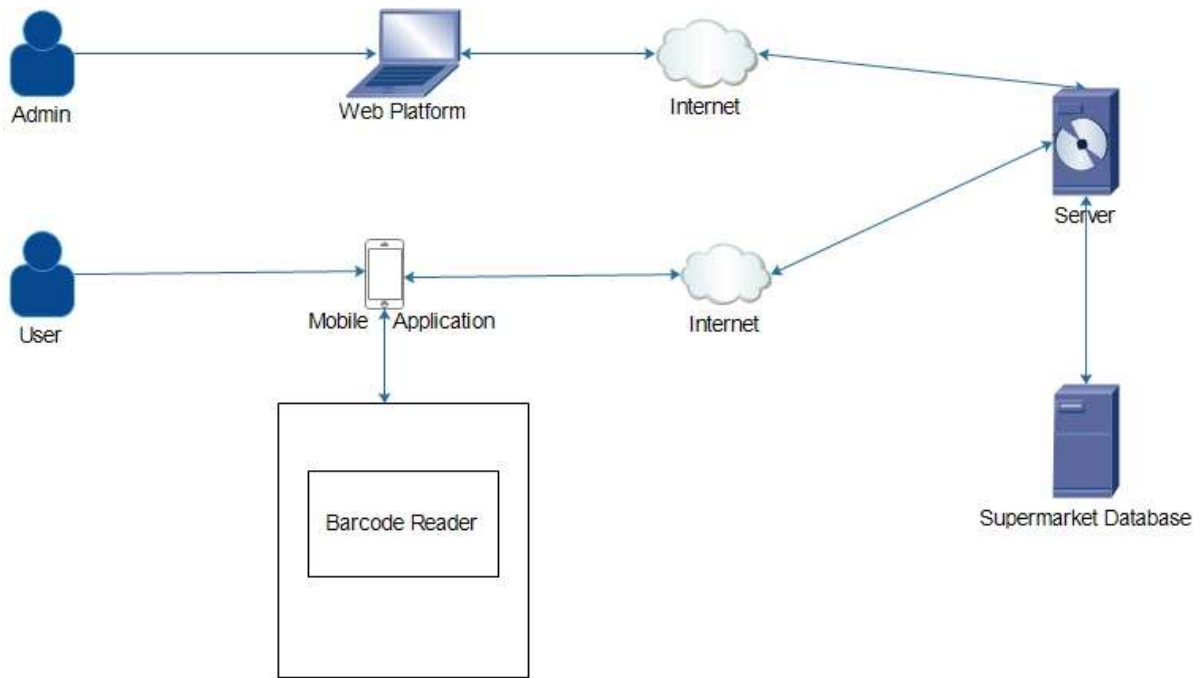 Admin
Web Platform
Internet
Server
User
Mobile Application
Internet
Barcode Reader
Supermarket Database